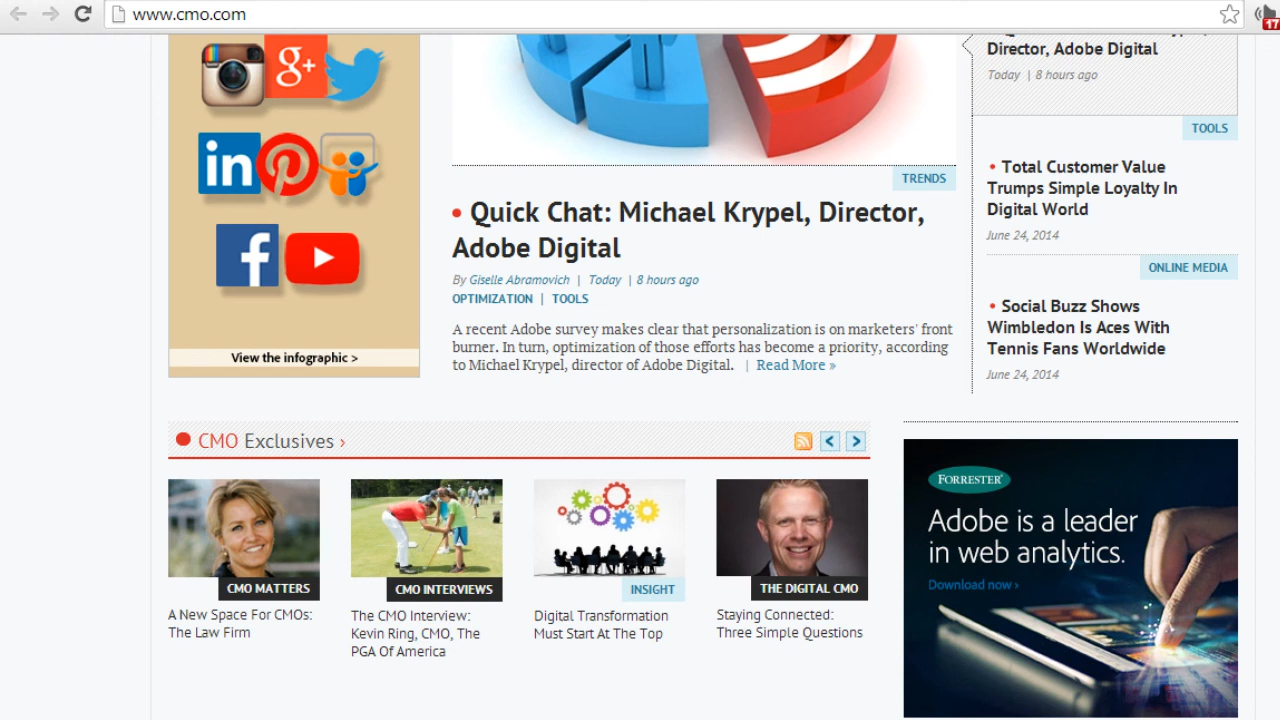 www.cmo.com
17
Director, Adobe Digital
Today | 8 hours ago
g+
TOOLS
in
TRENDS
• Total Customer Value
Trumps Simple Loyalty In
Digital World
June 24, 2014
• Quick Chat: Michael Krypel, Director,
Adobe Digital
By Giselle Abramovich | Today | 8 hours ago
OPTIMIZATION | TOOLS
ONLINE MEDIA
• Social Buzz Shows
Wimbledon Is Aces With
Tennis Fans Worldwide
June 24, 2014
f
A recent Adobe survey makes clear that personalization is on marketers' front
burner. In turn, optimization of those efforts has become a priority, according
to Michael Krypel, director of Adobe Digital. | Read More »
View the infographic >
CMO Exclusives ›
FORRESTER®
Adobe is a leader
in web analytics.
Download now ›
CMO MATTERS
A New Space For CMOs:
The Law Firm
CMO INTERVIEWS
The CMO Interview:
Kevin Ring, CMO, The
PGA Of America
INSIGHT
Digital Transformation
Must Start At The Top
THE DIGITAL CMO
Staying Connected:
Three Simple Questions